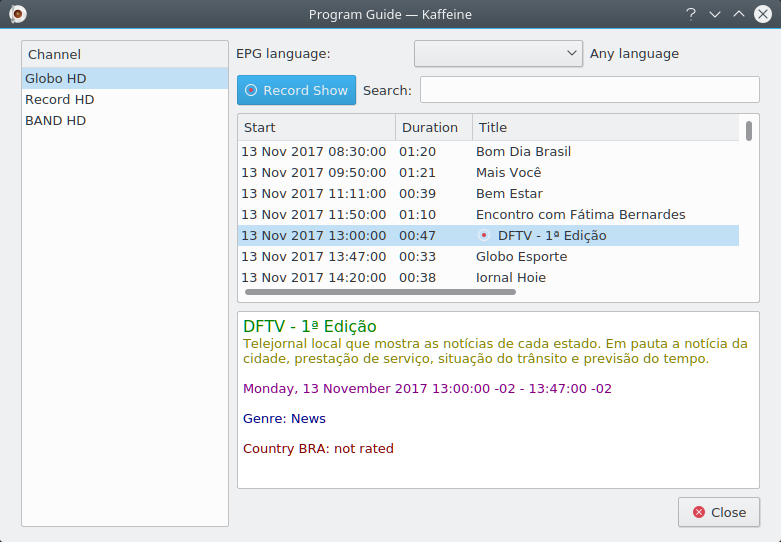 Program Guide — Kaffeine
Channel
Globo HD
Record HD
BAND HD
EPG language:
Any language
Record Show
Search:
Start Duration Title
13 Nov 2017 08:30:00 01:20 Bom Dia Brasil
13 Nov 2017 09:50:00 01:21 Mais Você
13 Nov 2017 11:11:00 00:39 Bem Estar
13 Nov 2017 11:50:00 01:10 Encontro com Fátima Bernardes
13 Nov 2017 13:00:00 00:47 DFTV - 1ª Edição
13 Nov 2017 13:47:00 00:33 Globo Esporte
13 Nov 2017 14:20:00 00:38 Jornal Hoje
DFTV - 1ª Edição
Telejornal local que mostra as notícias de cada estado. Em pauta a notícia da
cidade, prestação de serviço, situação do trânsito e previsão do tempo.
Monday, 13 November 2017 13:00:00 -02 - 13:47:00 -02
Genre: News
Country BRA: not rated
Close